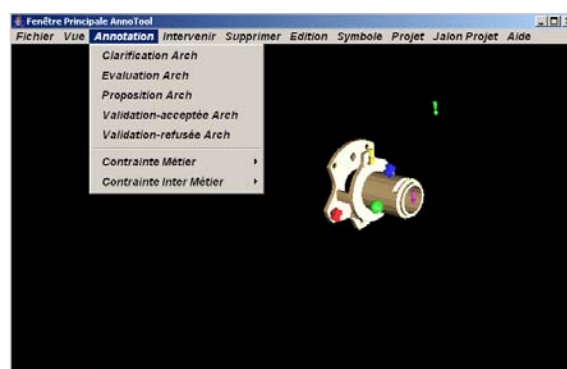 Fenêtre Principale AnnoTool
Fichier Vue Annotation Intervenir Supprimer Edition Symbole Projet Jalon Projet Aide
Clarification Arch
Evaluation Arch
Proposition Arch
Validation-acceptée Arch
Validation-refusée Arch
Contrainte Métier
Contrainte Inter Métier
!